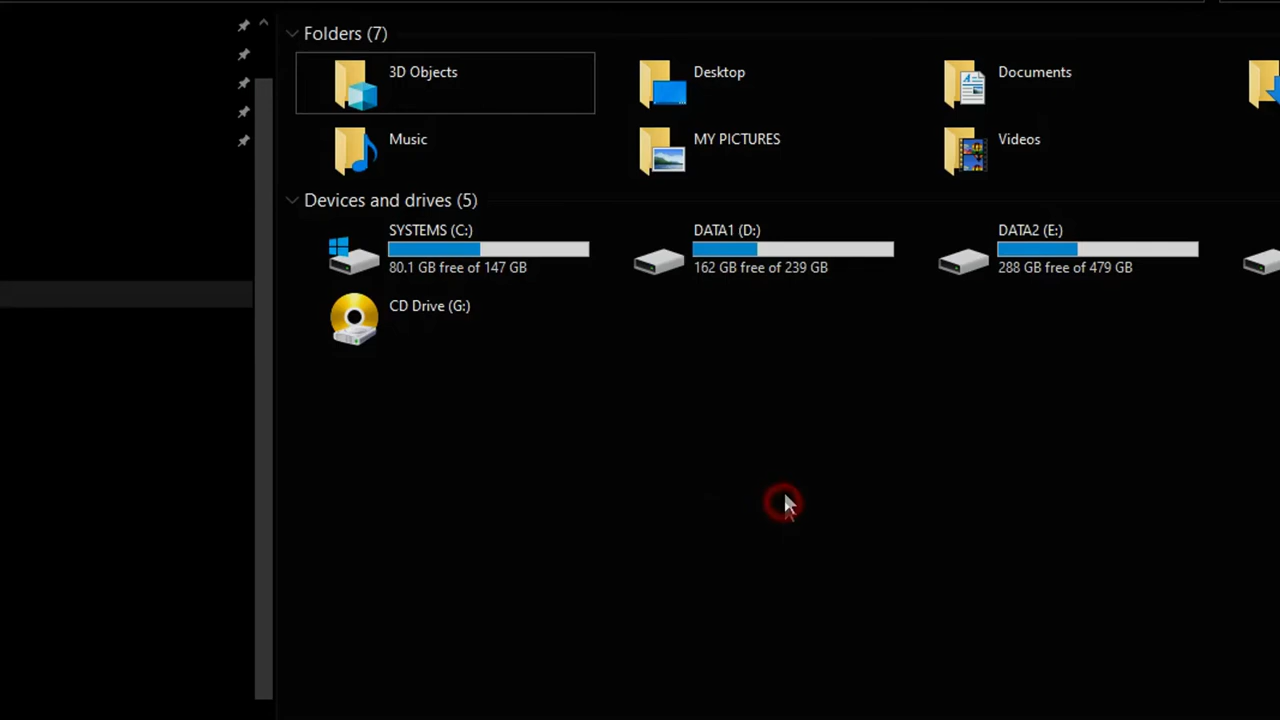 Folders (7)
3D Objects
Desktop
Documents
Music
MY PICTURES
Videos
Devices and drives (5)
SYSTEMS (C:)
80.1 GB free of 147 GB
DATA1 (D:)
162 GB free of 239 GB
DATA2 (E:)
288 GB free of 479 GB
CD Drive (G:)